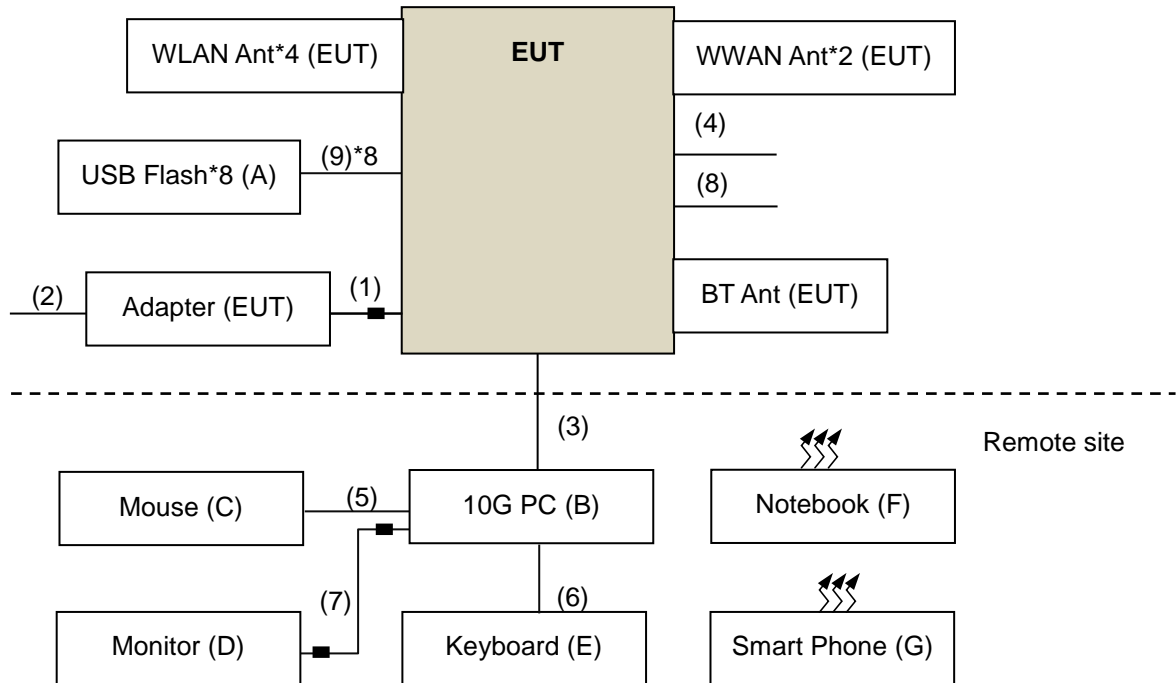 WLAN Ant*4 (EUT)
EUT
WWAN Ant*2 (EUT)
(4)
USB Flash*8 (A)
(9)*8
(8)
(2)
Adapter (EUT)
(1)
BT Ant (EUT)
(3)
Remote site
Mouse (C)
(5)
10G PC (B)
Notebook (F)
(7)
(6)
Monitor (D)
Keyboard (E)
Smart Phone (G)